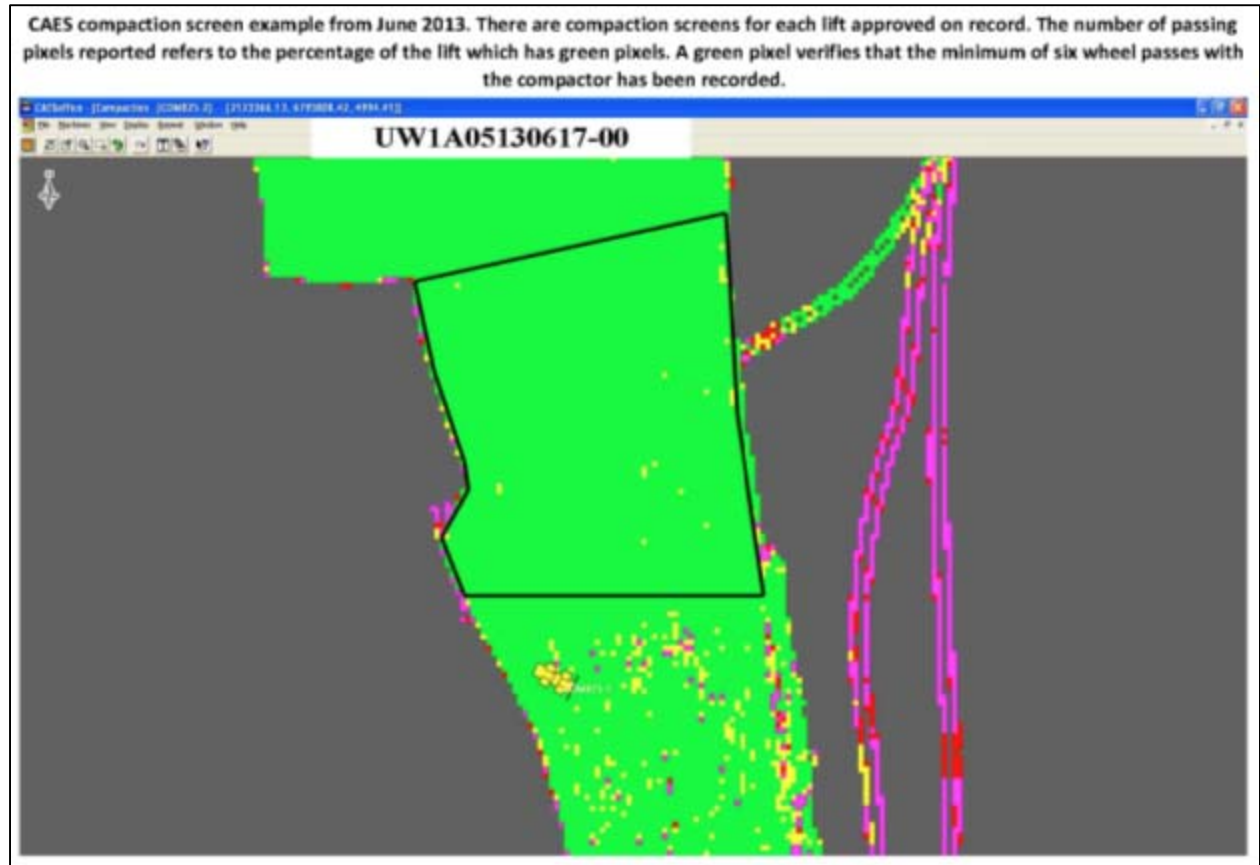 CAES compaction screen example from June 2013. There are compaction screens for each lift approved on record. The number of passing
pixels reported refers to the percentage of the lift which has green pixels. A green pixel verifies that the minimum of six wheel passes with
the compactor has been recorded.
CAESoffice - [Compaction
UW1A05130617-00